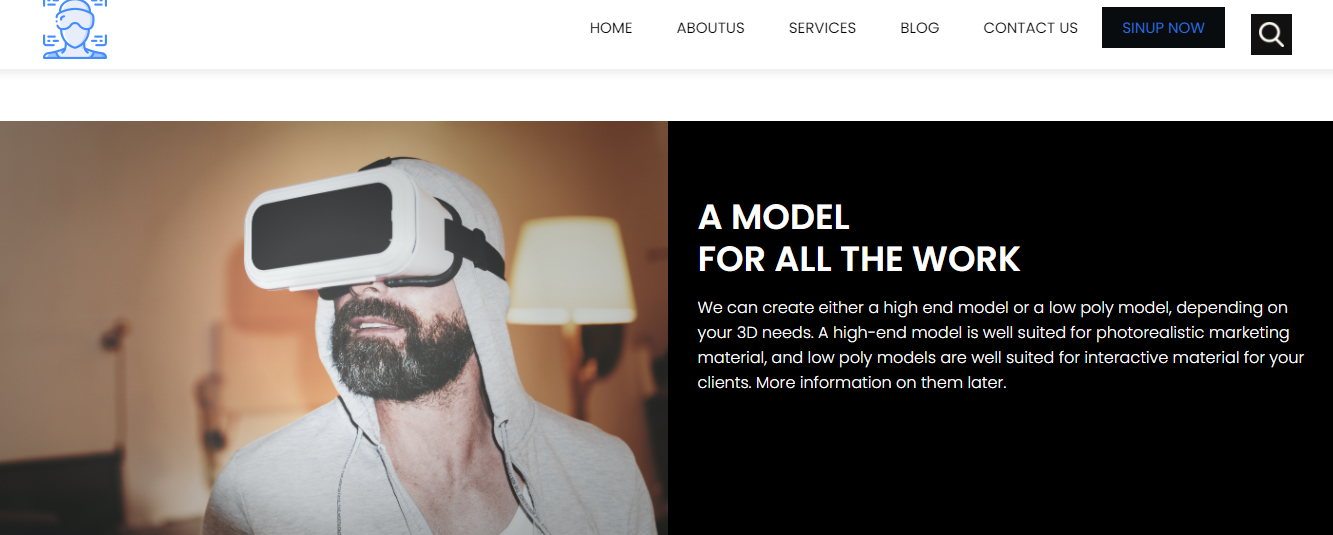 HOME ABOUTUS SERVICES BLOG CONTACT US SINUP NOW
A MODEL
FOR ALL THE WORK
We can create either a high end model or a low poly model, depending on
your 3D needs. A high-end model is well suited for photorealistic marketing
material, and low poly models are well suited for interactive material for your
clients. More information on them later.